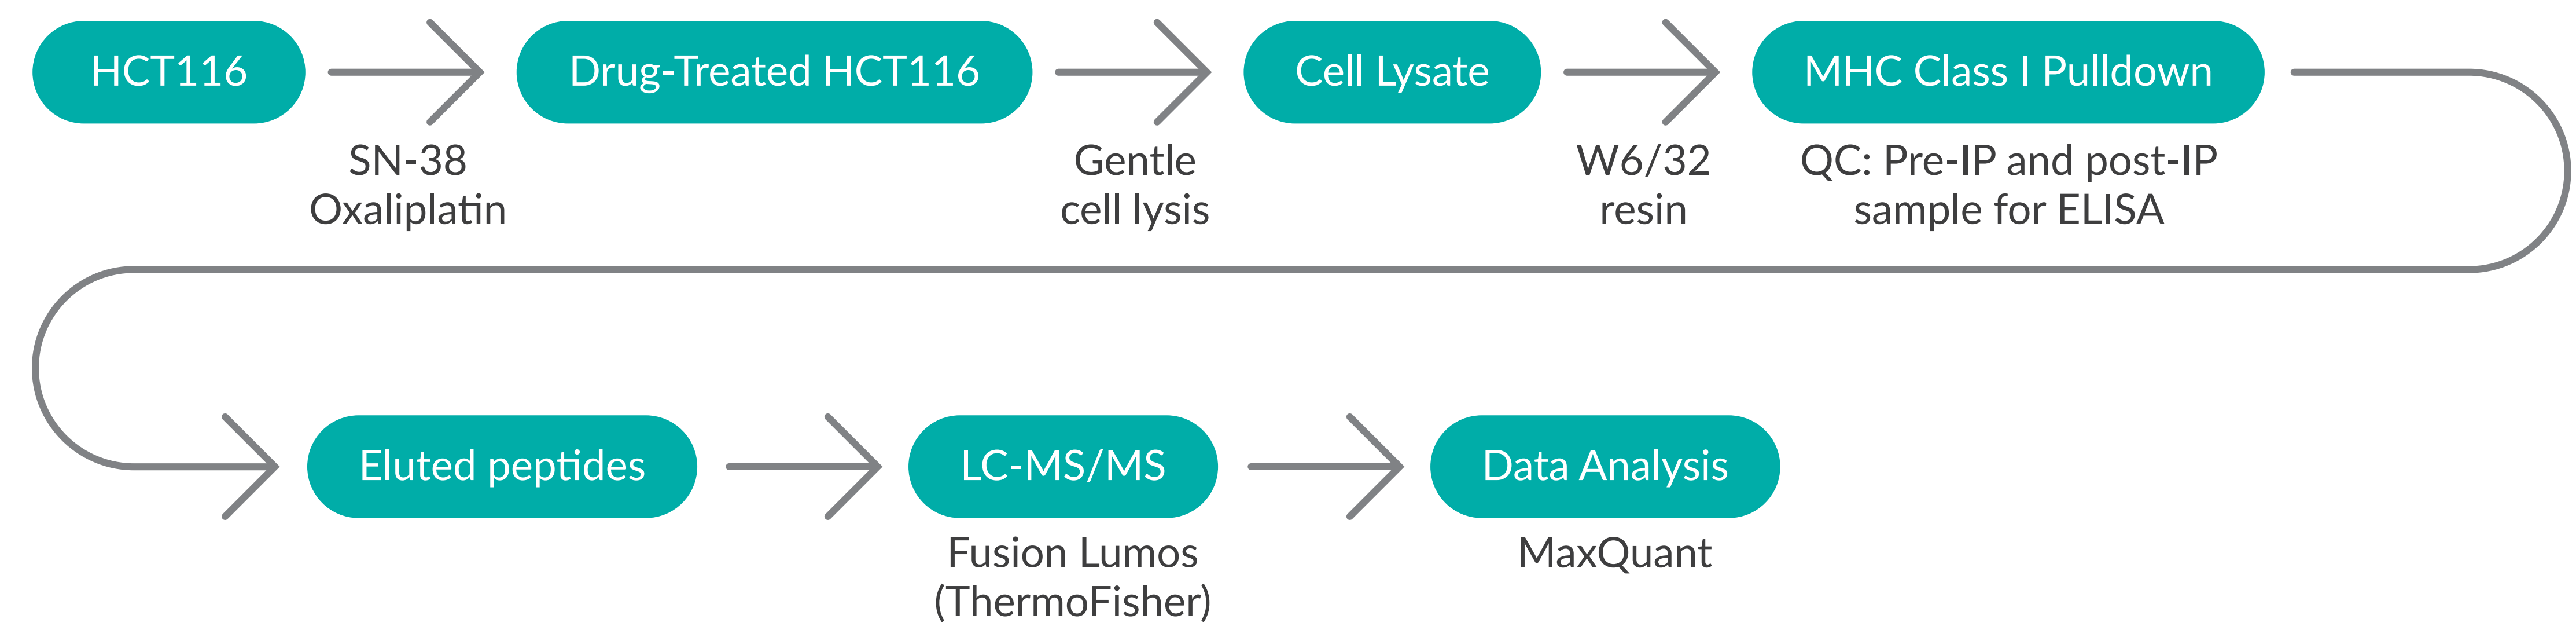 HCT116
SN-38
Oxaliplatin
Drug-Treated HCT116
Gentle
cell lysis
Cell Lysate
W6/32
resin
MHC Class I Pulldown
QC: Pre-IP and post-IP
sample for ELISA
Eluted peptides
LC-MS/MS
Fusion Lumos
(ThermoFisher)
Data Analysis
MaxQuant